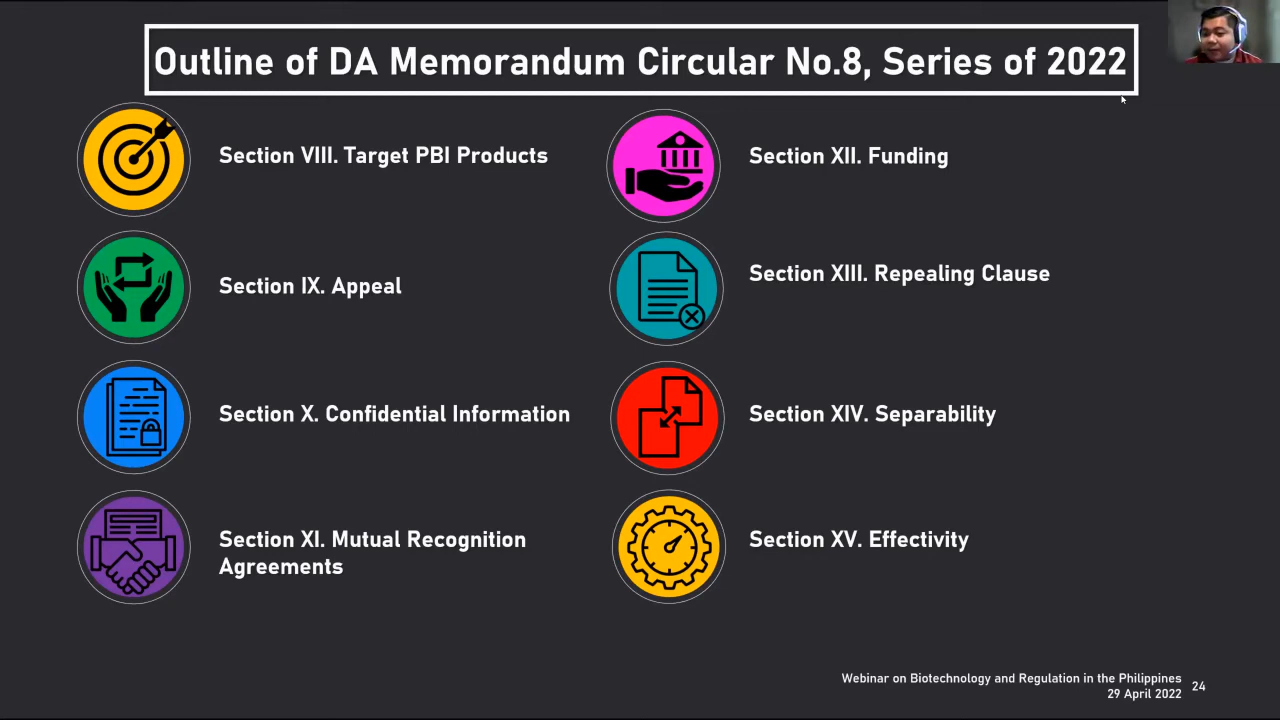 Outline of DA Memorandum Circular No.8, Series of 2022
Section VIII. Target PBI Products
Section IX. Appeal
Section X. Confidential Information
Section XI. Mutual Recognition
Agreements
Section XII. Funding
Section XIII. Repealing Clause
Section XIV. Separability
Section XV. Effectivity
Webinar on Biotechnology and Regulation in the Philippines
29 April 2022
24